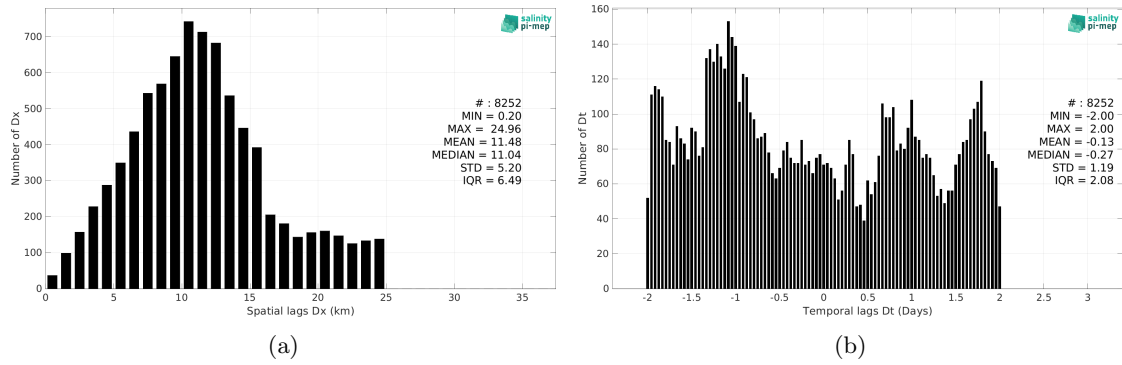 salinity
pi-mep
700
600
500
400
300
200
100
0
Number of Dx
# : 8252
MIN = 0.20
MAX = 24.96
MEAN = 11.48
MEDIAN = 11.04
STD = 5.20
IQR = 6.49
0 5 10 15 20 25 30 35
Spatial lags Dx (km)
(a)
salinity
pi-mep
160
140
120
100
80
60
40
20
0
Number of Dt
# : 8252
MIN = -2.00
MAX = 2.00
MEAN = -0.13
MEDIAN = -0.27
STD = 1.19
IQR = 2.08
-2 -1.5 -1 -0.5 0 0.5 1 1.5 2 2.5 3
Temporal lags Dt (Days)
(b)